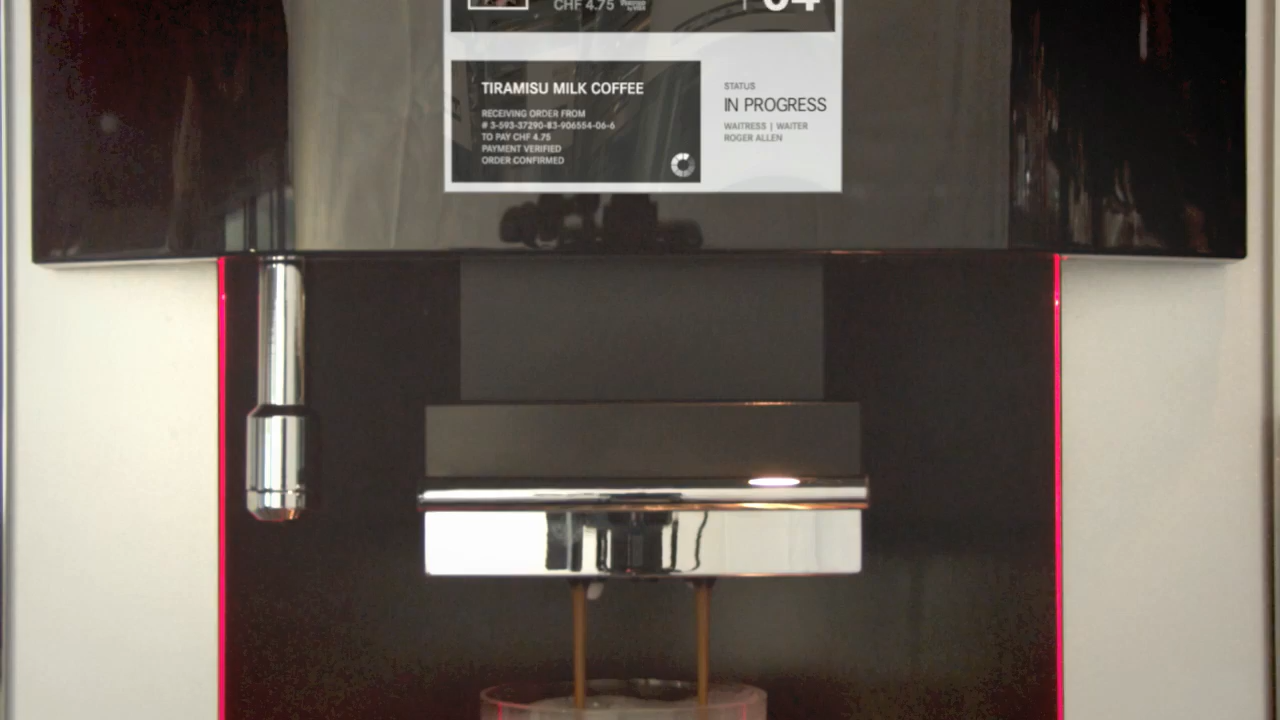 CHF 4.75
04
TIRAMISU MILK COFFEE
RECEIVING ORDER FROM
# 3-593-37290-83-906554-06-6
TO PAY CHF 4.75
PAYMENT VERIFIED
ORDER CONFIRMED
STATUS
IN PROGRESS
WAITRESS | WAITER
ROGER ALLEN